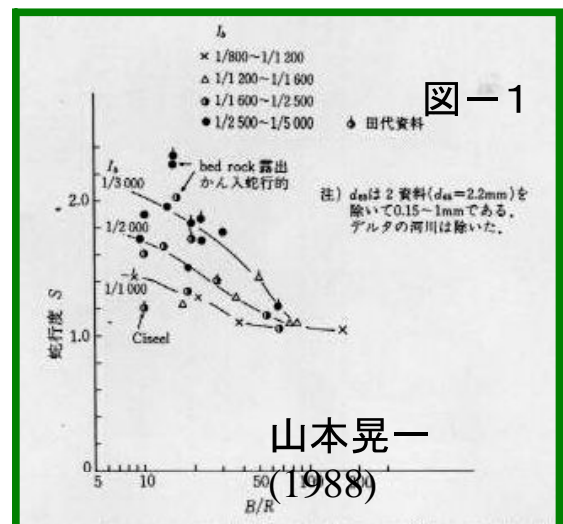 I_b
× 1/800~1/1 200
△ 1/1 200~1/1 600
◑ 1/1 600~1/2 500
● 1/2 500~1/5 000
田代資料
図－1
I_b
1/3 000
bed rock 露出
かん入蛇行的
注) d₆₀は 2 資料(d₆₀=2.2mm)を
除いて0.15~1mmである.
デルタの河川は除いた.
2.0
1/2 000
1/1 000
蛇行度 S
Ciseel
1.0
山本晃一
(1988)
0
5 10 50 100 200
B/R